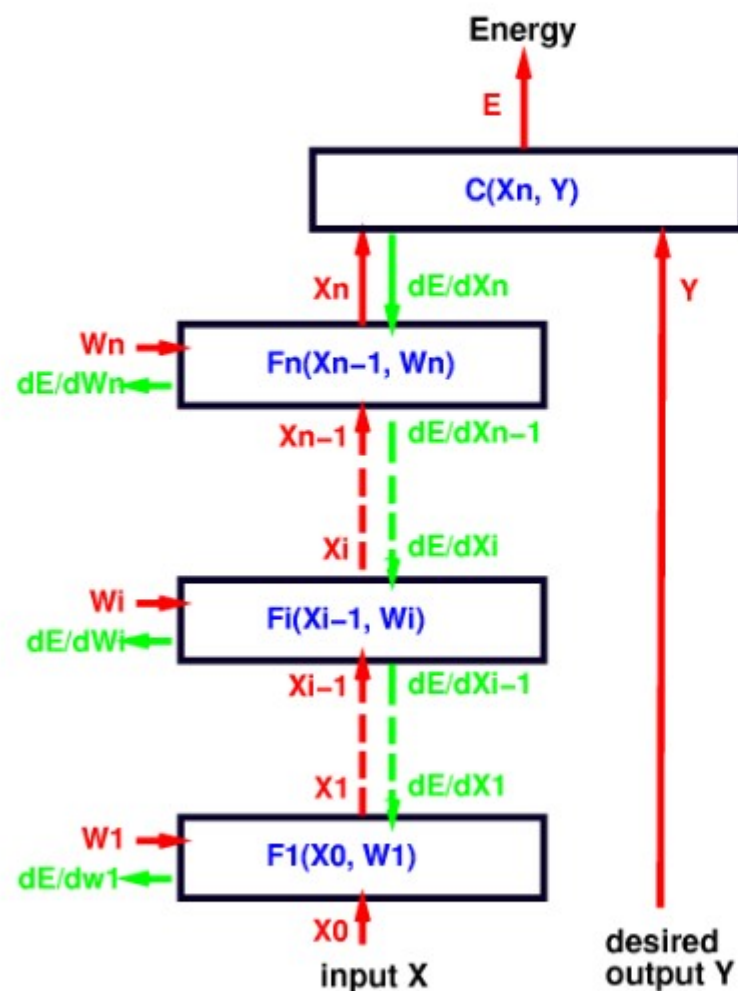 Energy
E
C(Xn, Y)
Xn
dE/dXn
Y
Wn
Fn(Xn−1, Wn)
dE/dWn
Xn−1
dE/dXn−1
Xi
dE/dXi
Wi
Fi(Xi−1, Wi)
dE/dWi
Xi−1
dE/dXi−1
X1
dE/dX1
W1
F1(X0, W1)
dE/dw1
X0
input X
desired
output Y